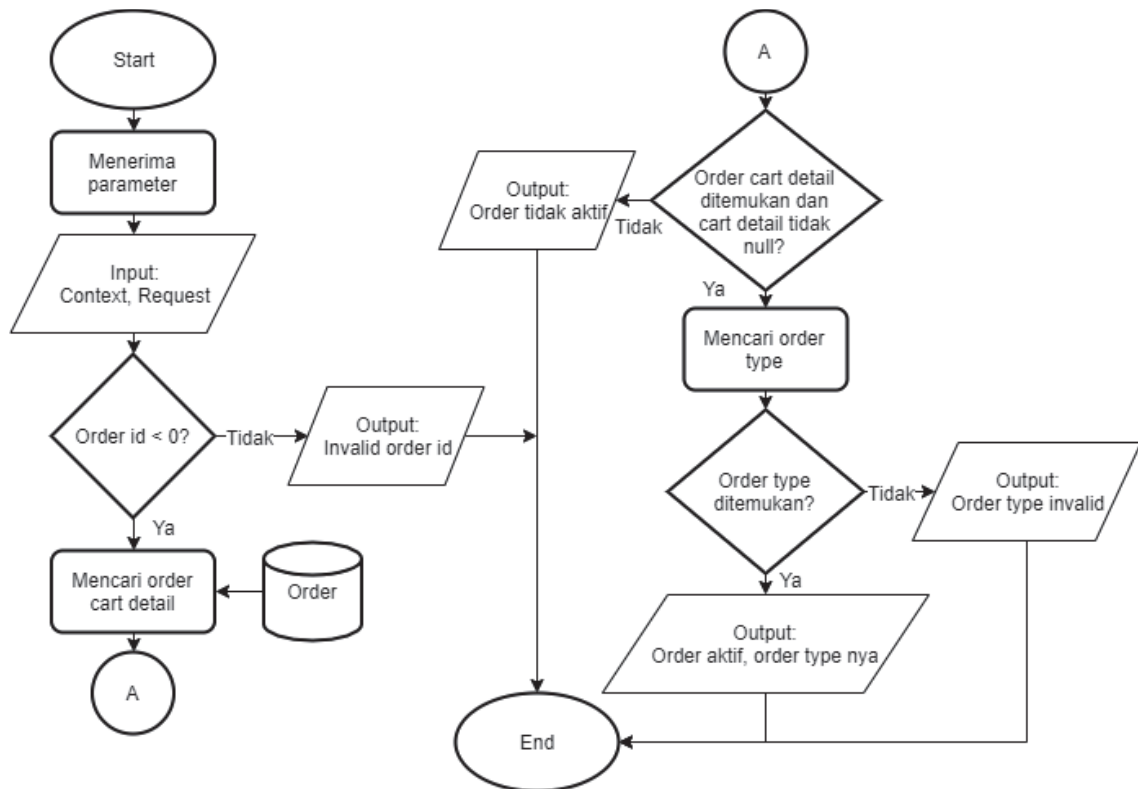 Start
Menerima
parameter
Input:
Context, Request
Order id < 0?
Tidak
Output:
Invalid order id
Ya
Mencari order
cart detail
Order
A
A
Order cart detail
ditemukan dan
cart detail tidak
null?
Tidak
Output:
Order tidak aktif
Ya
Mencari order
type
Order type
ditemukan?
Tidak
Output:
Order type invalid
Ya
Output:
Order aktif, order type nya
End